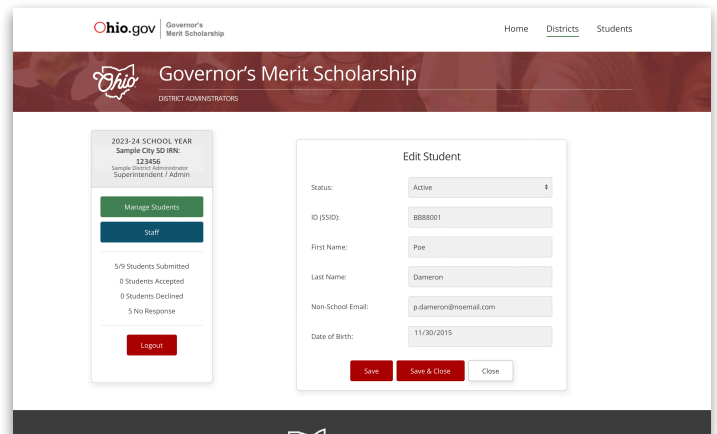 Ohio.gov
Governor's
Merit Scholarship
Home Districts Students
Ohio
Governor's Merit Scholarship
DISTRICT ADMINISTRATORS
2023-24 SCHOOL YEAR
Sample City SD IRN:
123456
Sample District Administrator
Superintendent / Admin
Manage Students
Staff
5/9 Students Submitted
0 Students Accepted
0 Students Declined
5 No Response
Logout
Edit Student
Status: Active
ID (SSID): BB88001
First Name: Poe
Last Name: Dameron
Non-School Email: p.dameron@noemail.com
Date of Birth: 11/30/2015
Save Save & Close Close